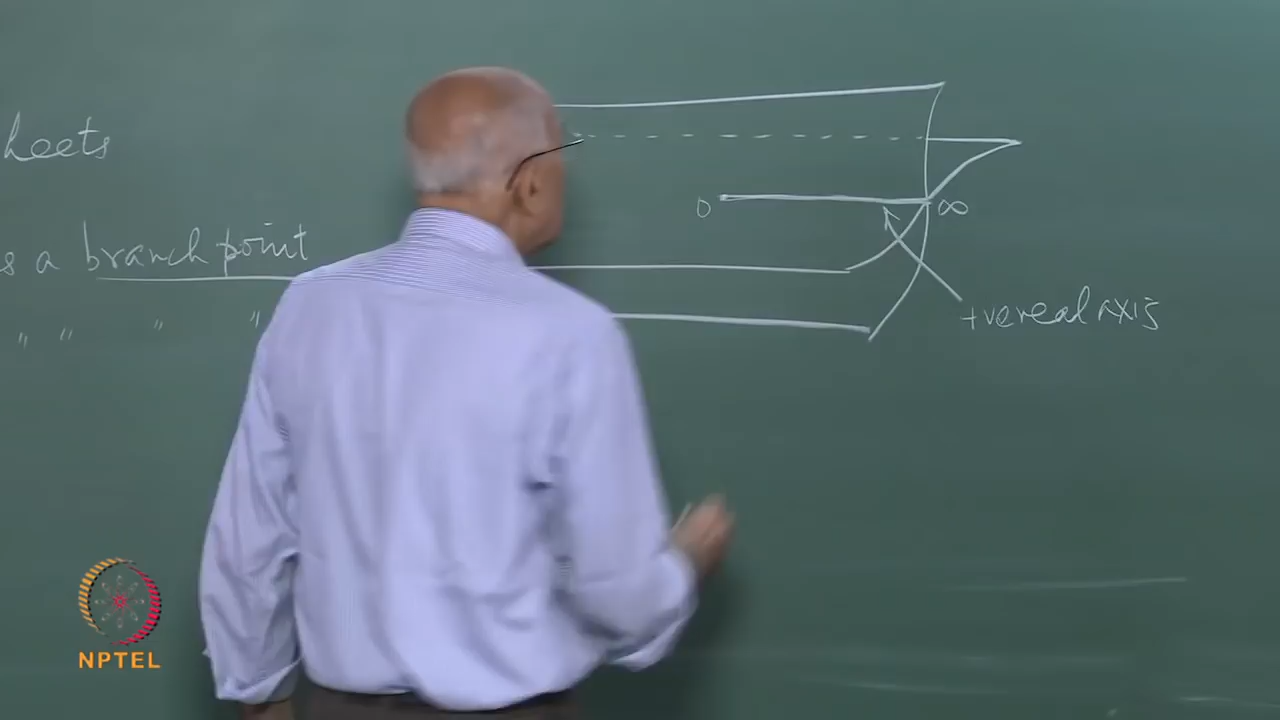 heets
s a branch point
" " " "
0 ∞
+ve real axis
NPTEL